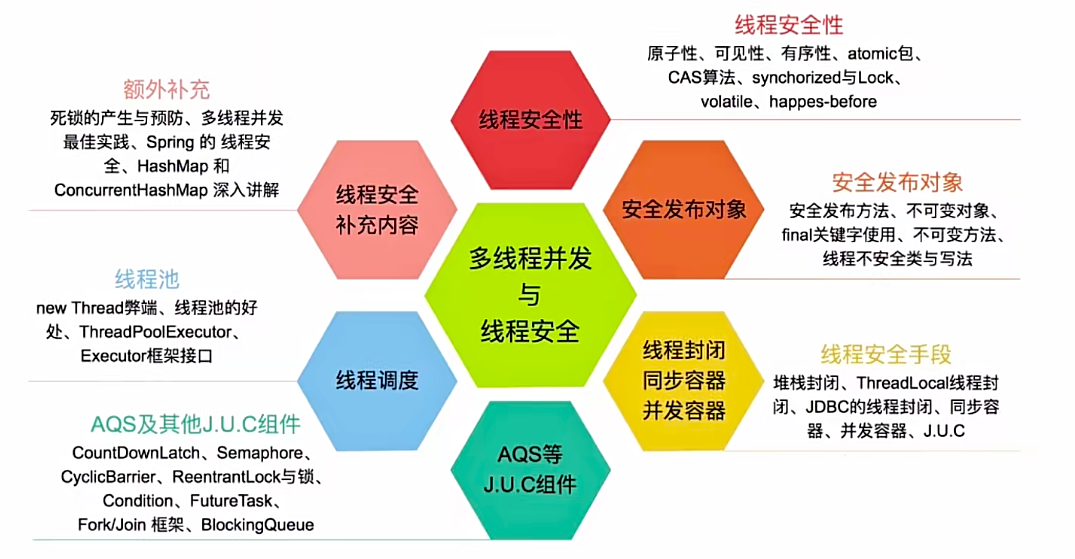 线程安全性
原子性、可见性、有序性、atomic包、
CAS算法、synchorized与Lock、
volatile、happes-before
额外补充
死锁的产生与预防、多线程并发
最佳实践、Spring 的 线程安
全、HashMap 和
ConcurrentHashMap 深入讲解
线程安全性
线程安全
补充内容
安全发布对象
安全发布对象
安全发布方法、不可变对象、
final关键字使用、不可变方法、
线程不安全类与写法
多线程并发
与
线程安全
线程池
new Thread弊端、线程池的好
处、ThreadPoolExecutor、
Executor框架接口
线程调度
线程封闭
同步容器
并发容器
线程安全手段
堆栈封闭、ThreadLocal线程封
闭、JDBC的线程封闭、同步容
器、并发容器、J.U.C
AQS及其他J.U.C组件
CountDownLatch、Semaphore、
CyclicBarrier、ReentrantLock与锁、
Condition、FutureTask、
Fork/Join 框架、BlockingQueue
AQS等
J.U.C组件